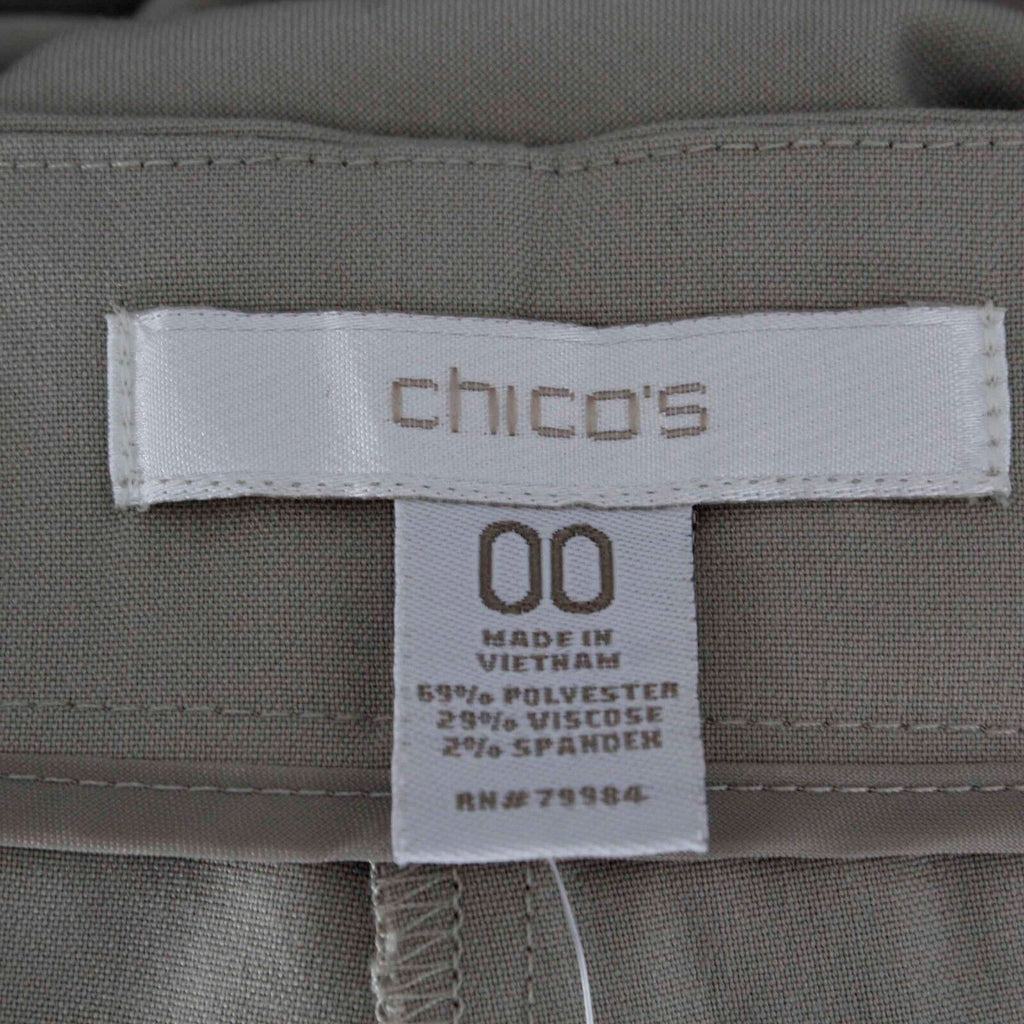 chico's
00
MADE IN
VIETNAM
69% POLYESTER
29% VISCOSE
2% SPANDEX
RN# 79984